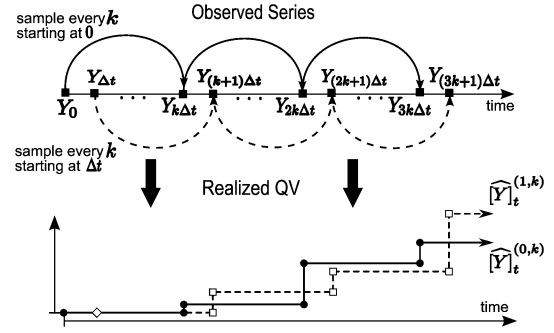 Observed Series
sample every k
starting at 0
Y_{Δt} Y_{(k+1)Δt} Y_{(2k+1)Δt} Y_{(3k+1)Δt}
Y_0 ... Y_{kΔt} ... Y_{2kΔt} ... Y_{3kΔt} time
sample every k
starting at Δt
Realized QV
\widehat{[Y]}_t^{(1,k)}
\widehat{[Y]}_t^{(0,k)}
time